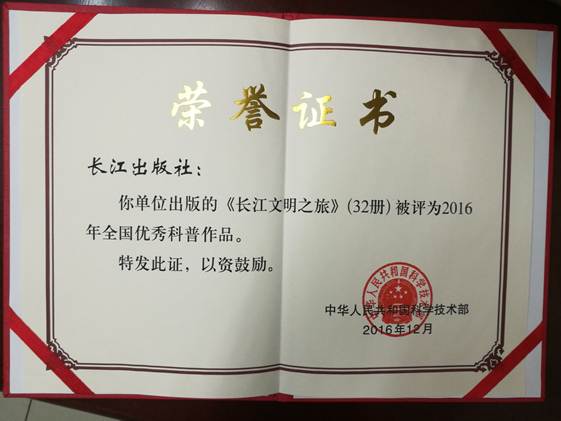 荣誉证书
长江出版社:
你单位出版的《长江文明之旅》(32册)被评为2016
年全国优秀科普作品。
特发此证,以资鼓励。
中华人民共和国科学技术部
2016年12月